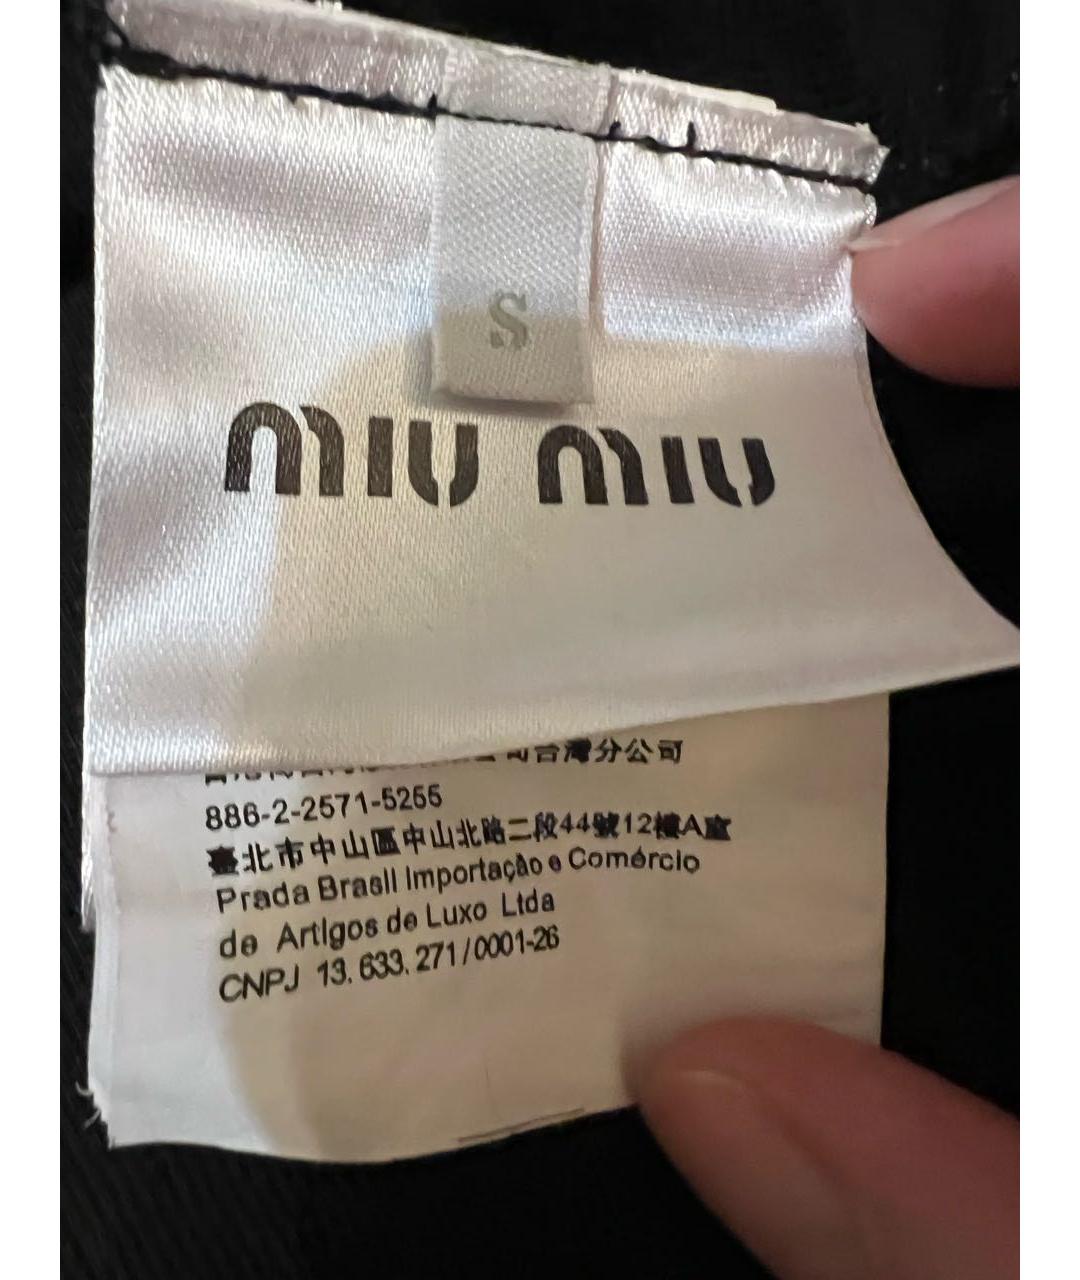 S
miu miu
司台灣分公司
886-2-2571-5255
臺北市中山區中山北路二段44號12樓A室
Prada Brasil Importação e Comércio
de Artigos de Luxo Ltda
CNPJ 13.633.271/0001-26